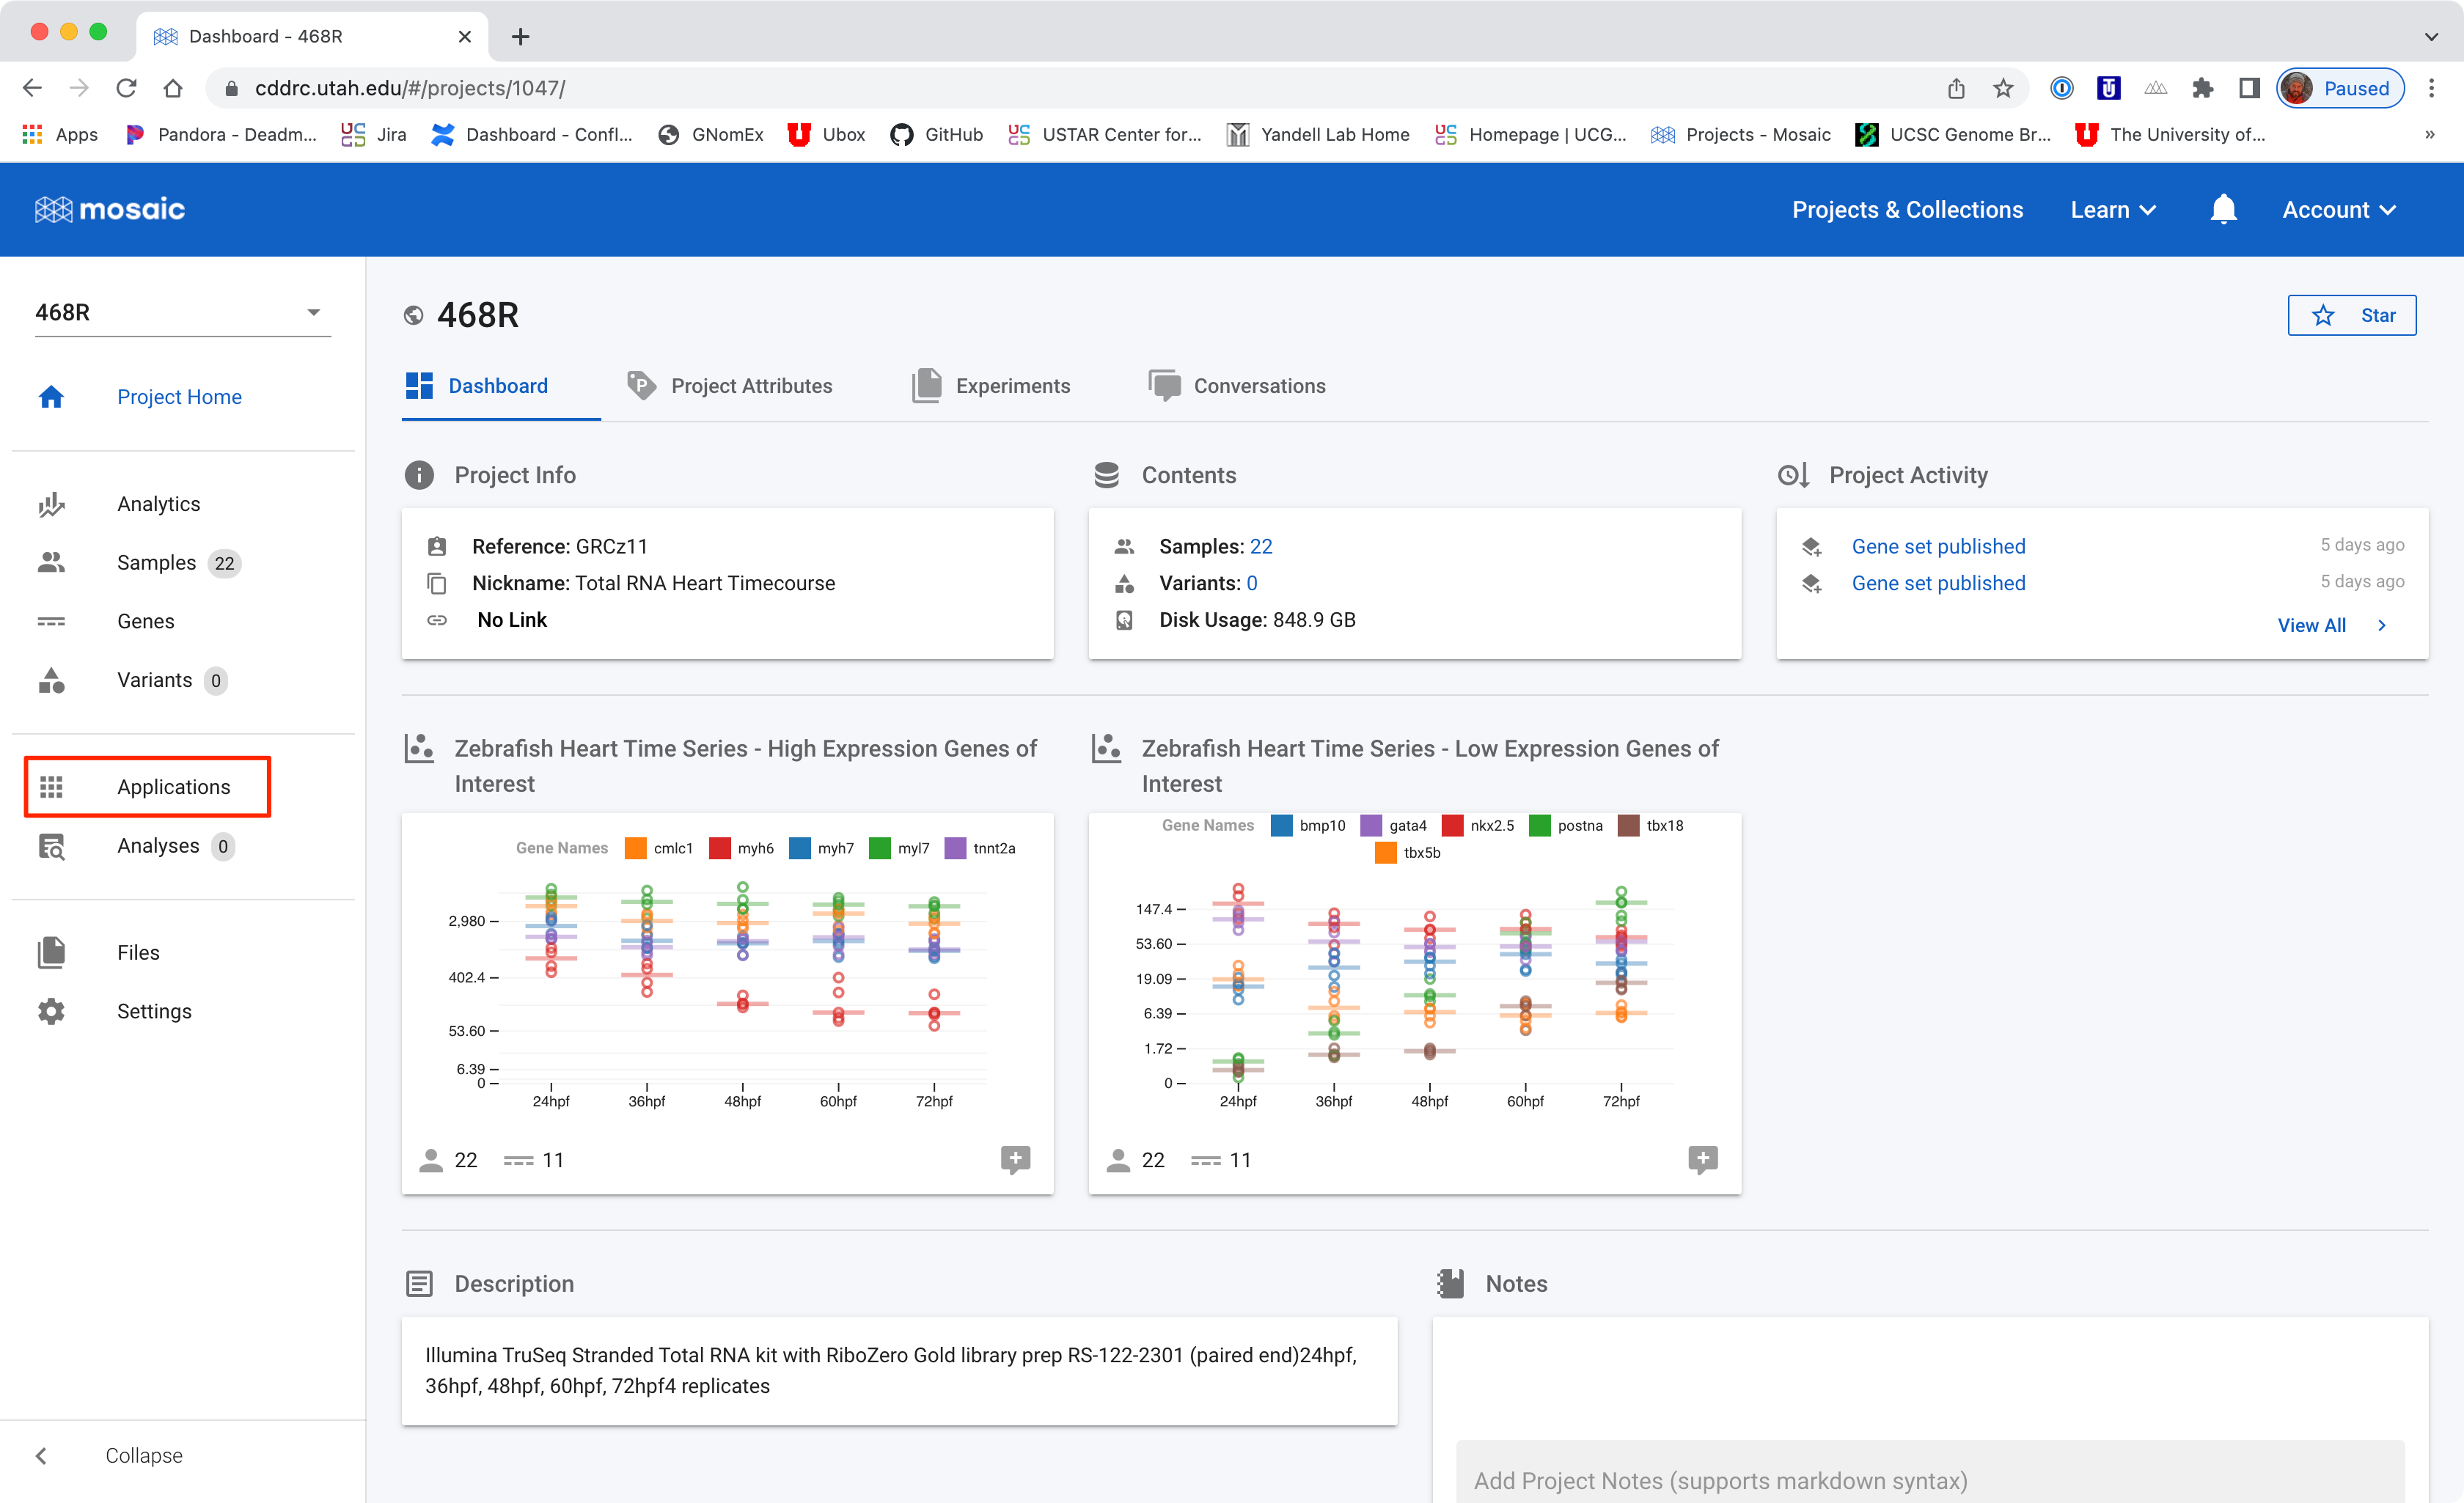 Dashboard - 468R
cddrc.utah.edu/#/projects/1047/
Paused
Apps
Pandora - Deadm...
Jira
Dashboard - Confl...
GNomEx
Ubox
GitHub
USTAR Center for...
Yandell Lab Home
Homepage | UCG...
Projects - Mosaic
UCSC Genome Br...
The University of...
»
mosaic
Projects & Collections
Learn
Account
468R
Project Home
Analytics
Samples 22
Genes
Variants 0
Applications
Analyses 0
Files
Settings
Collapse
468R
Star
Dashboard
Project Attributes
Experiments
Conversations
Project Info
Reference: GRCz11
Nickname: Total RNA Heart Timecourse
No Link
Contents
Samples: 22
Variants: 0
Disk Usage: 848.9 GB
Project Activity
Gene set published 5 days ago
Gene set published 5 days ago
View All
Zebrafish Heart Time Series - High Expression Genes of
Interest
Gene Names cmlc1 myh6 myh7 myl7 tnnt2a
2,980
402.4
53.60
6.39
0
24hpf 36hpf 48hpf 60hpf 72hpf
22 11
Zebrafish Heart Time Series - Low Expression Genes of
Interest
Gene Names bmp10 gata4 nkx2.5 postna tbx18
tbx5b
147.4
53.60
19.09
6.39
1.72
0
24hpf 36hpf 48hpf 60hpf 72hpf
22 11
Description
Illumina TruSeq Stranded Total RNA kit with RiboZero Gold library prep RS-122-2301 (paired end)24hpf,
36hpf, 48hpf, 60hpf, 72hpf4 replicates
Notes
Add Project Notes (supports markdown syntax)